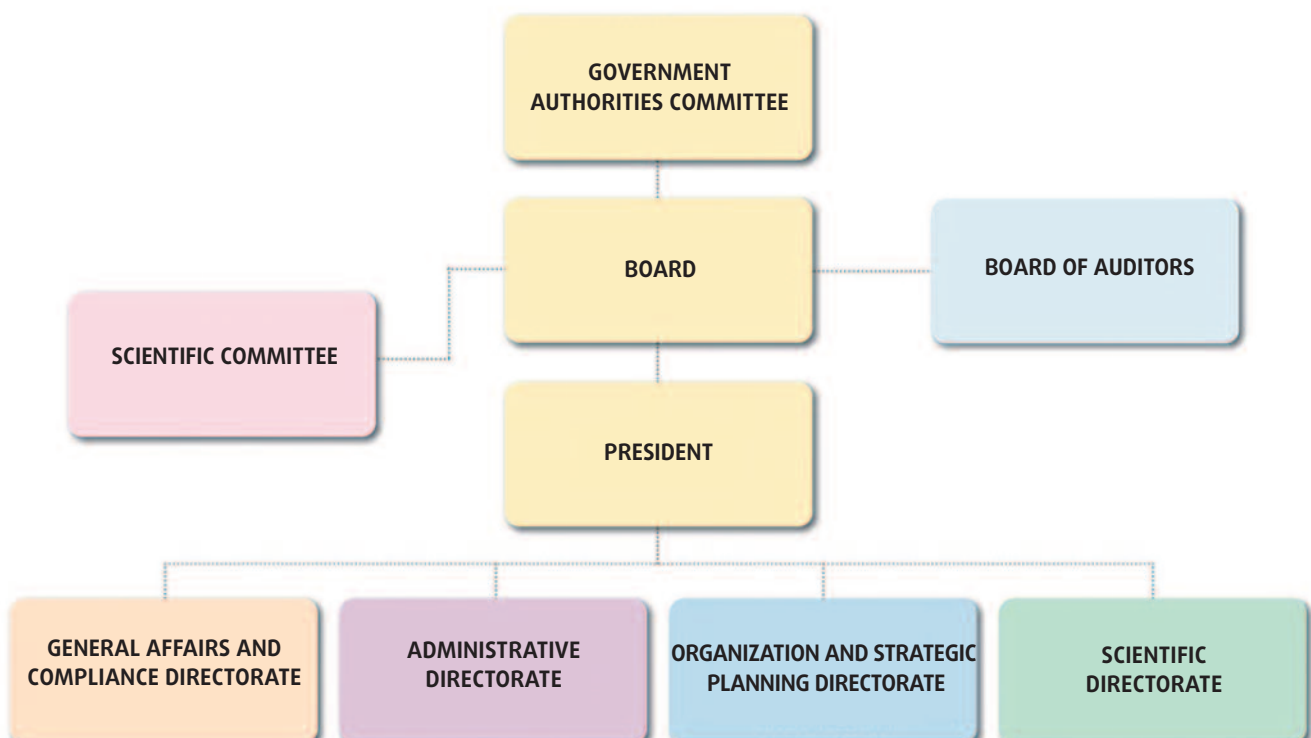 GOVERNMENT
AUTHORITIES COMMITTEE
BOARD
BOARD OF AUDITORS
SCIENTIFIC COMMITTEE
PRESIDENT
GENERAL AFFAIRS AND
COMPLIANCE DIRECTORATE
ADMINISTRATIVE
DIRECTORATE
ORGANIZATION AND STRATEGIC
PLANNING DIRECTORATE
SCIENTIFIC
DIRECTORATE